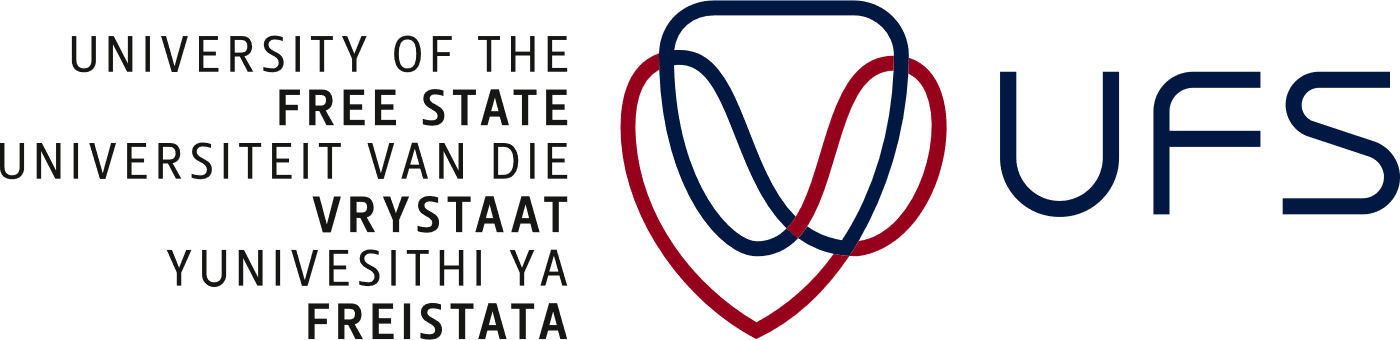 UNIVERSITY OF THE
FREE STATE
UNIVERSITEIT VAN DIE
VRYSTAAT
YUNIVESITHI YA
FREISTATA
UFS